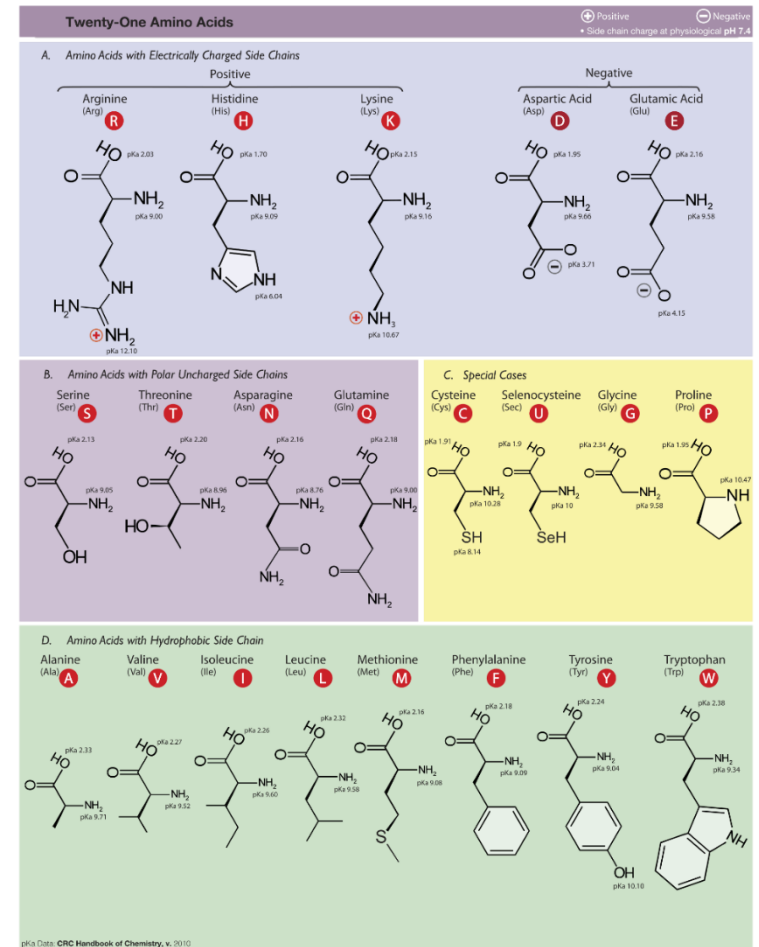 Twenty-One Amino Acids
+ Positive
− Negative
• Side chain charge at physiological pH 7.4
A. Amino Acids with Electrically Charged Side Chains
Positive
Negative
Arginine
(Arg)
R
Histidine
(His)
H
Lysine
(Lys)
K
Aspartic Acid
(Asp)
D
Glutamic Acid
(Glu)
E
HO
pKa 2.03
O
NH₂
pKa 9.00
NH
H₂N
+
NH₂
pKa 12.10
HO
pKa 1.70
O
NH₂
pKa 9.09
N
NH
pKa 6.04
HO
pKa 2.15
O
NH₂
pKa 9.16
+
NH₃
pKa 10.67
HO
pKa 1.95
O
NH₂
pKa 9.66
O
O
−
pKa 3.71
HO
pKa 2.16
O
NH₂
pKa 9.58
O
−
O
pKa 4.15
B. Amino Acids with Polar Uncharged Side Chains
Serine
(Ser)
S
Threonine
(Thr)
T
Asparagine
(Asn)
N
Glutamine
(Gln)
Q
pKa 2.13
HO
O
pKa 9.05
NH₂
OH
pKa 2.20
HO
O
pKa 8.96
NH₂
HO
pKa 2.16
HO
O
pKa 8.76
NH₂
O
NH₂
pKa 2.18
HO
O
pKa 9.00
NH₂
O
NH₂
C. Special Cases
Cysteine
(Cys)
C
Selenocysteine
(Sec)
U
Glycine
(Gly)
G
Proline
(Pro)
P
pKa 1.91
HO
O
NH₂
pKa 10.28
SH
pKa 8.14
pKa 1.9
HO
O
NH₂
pKa 10
SeH
pKa 2.34
HO
O
NH₂
pKa 9.58
pKa 1.95
HO
O
pKa 10.47
NH
D. Amino Acids with Hydrophobic Side Chain
Alanine
(Ala)
A
Valine
(Val)
V
Isoleucine
(Ile)
I
Leucine
(Leu)
L
Methionine
(Met)
M
Phenylalanine
(Phe)
F
Tyrosine
(Tyr)
Y
Tryptophan
(Trp)
W
pKa 2.33
HO
O
NH₂
pKa 9.71
pKa 2.27
HO
O
NH₂
pKa 9.52
pKa 2.26
HO
O
NH₂
pKa 9.60
pKa 2.32
HO
O
NH₂
pKa 9.58
pKa 2.16
HO
O
NH₂
pKa 9.08
S
pKa 2.18
HO
O
NH₂
pKa 9.09
pKa 2.24
HO
O
NH₂
pKa 9.04
OH
pKa 10.10
pKa 2.38
HO
O
NH₂
pKa 9.34
NH
pKa Data: CRC Handbook of Chemistry, v. 2010